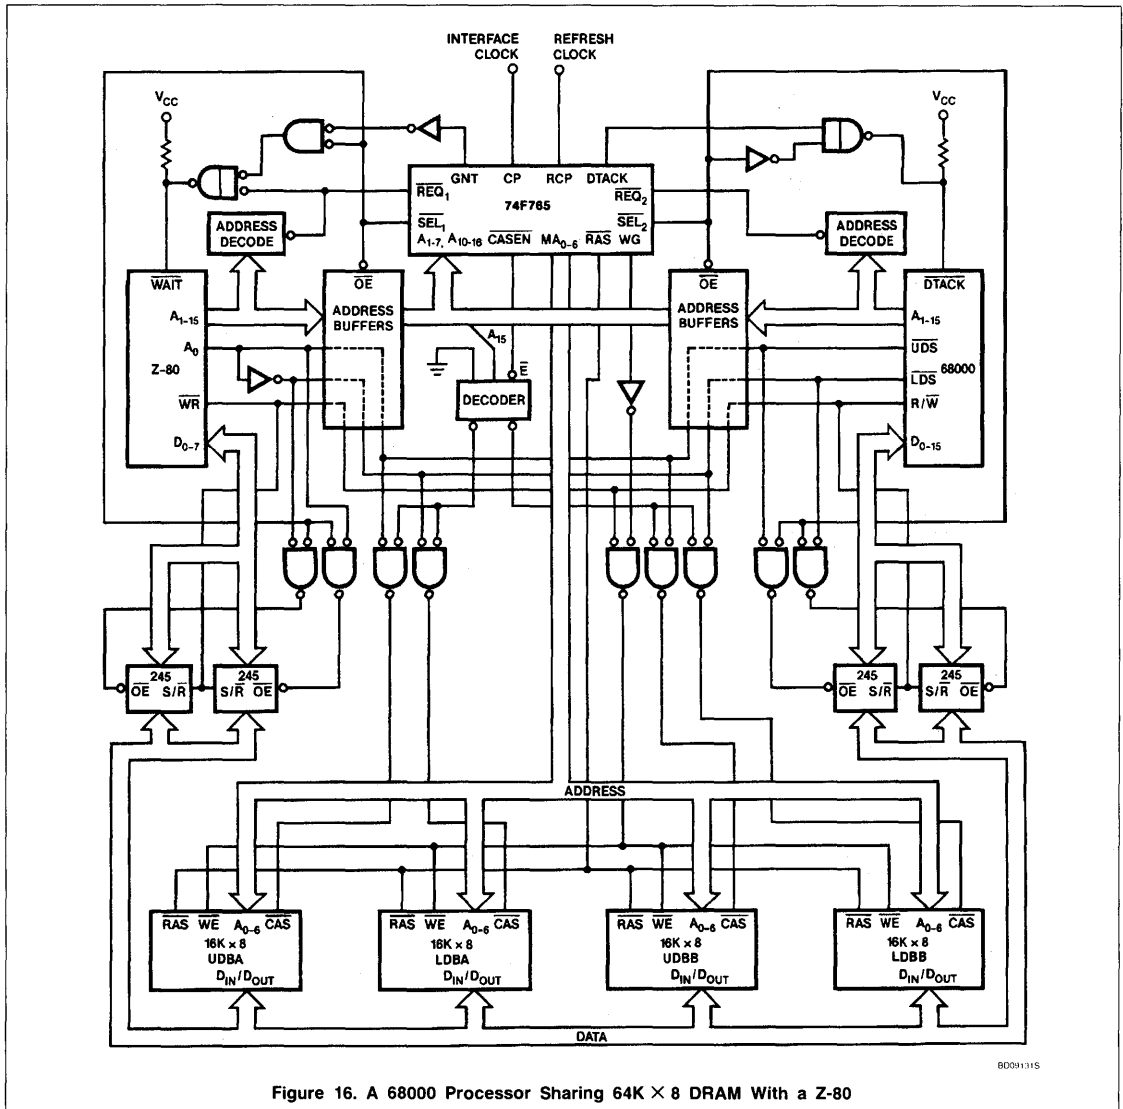 INTERFACE CLOCK
REFRESH CLOCK
VCC
VCC
GNT CP RCP DTACK
REQ1 REQ2
74F765
SEL1 SEL2
A1-7, A10-16 CASEN MA0-6 RAS WG
ADDRESS DECODE
ADDRESS DECODE
WAIT
OE
ADDRESS BUFFERS
OE
ADDRESS BUFFERS
DTACK
A1-15
A0
Z-80
WR
D0-7
A15
E
DECODER
A1-15
UDS
68000
LDS
R/W
D0-15
245
OE S/R
245
S/R OE
245
OE S/R
245
S/R OE
ADDRESS
RAS WE A0-6 CAS
16K × 8
UDBA
DIN/DOUT
RAS WE A0-6 CAS
16K × 8
LDBA
DIN/DOUT
RAS WE A0-6 CAS
16K × 8
UDBB
DIN/DOUT
RAS WE A0-6 CAS
16K × 8
LDBB
DIN/DOUT
DATA
BD09131S
Figure 16. A 68000 Processor Sharing 64K × 8 DRAM With a Z-80